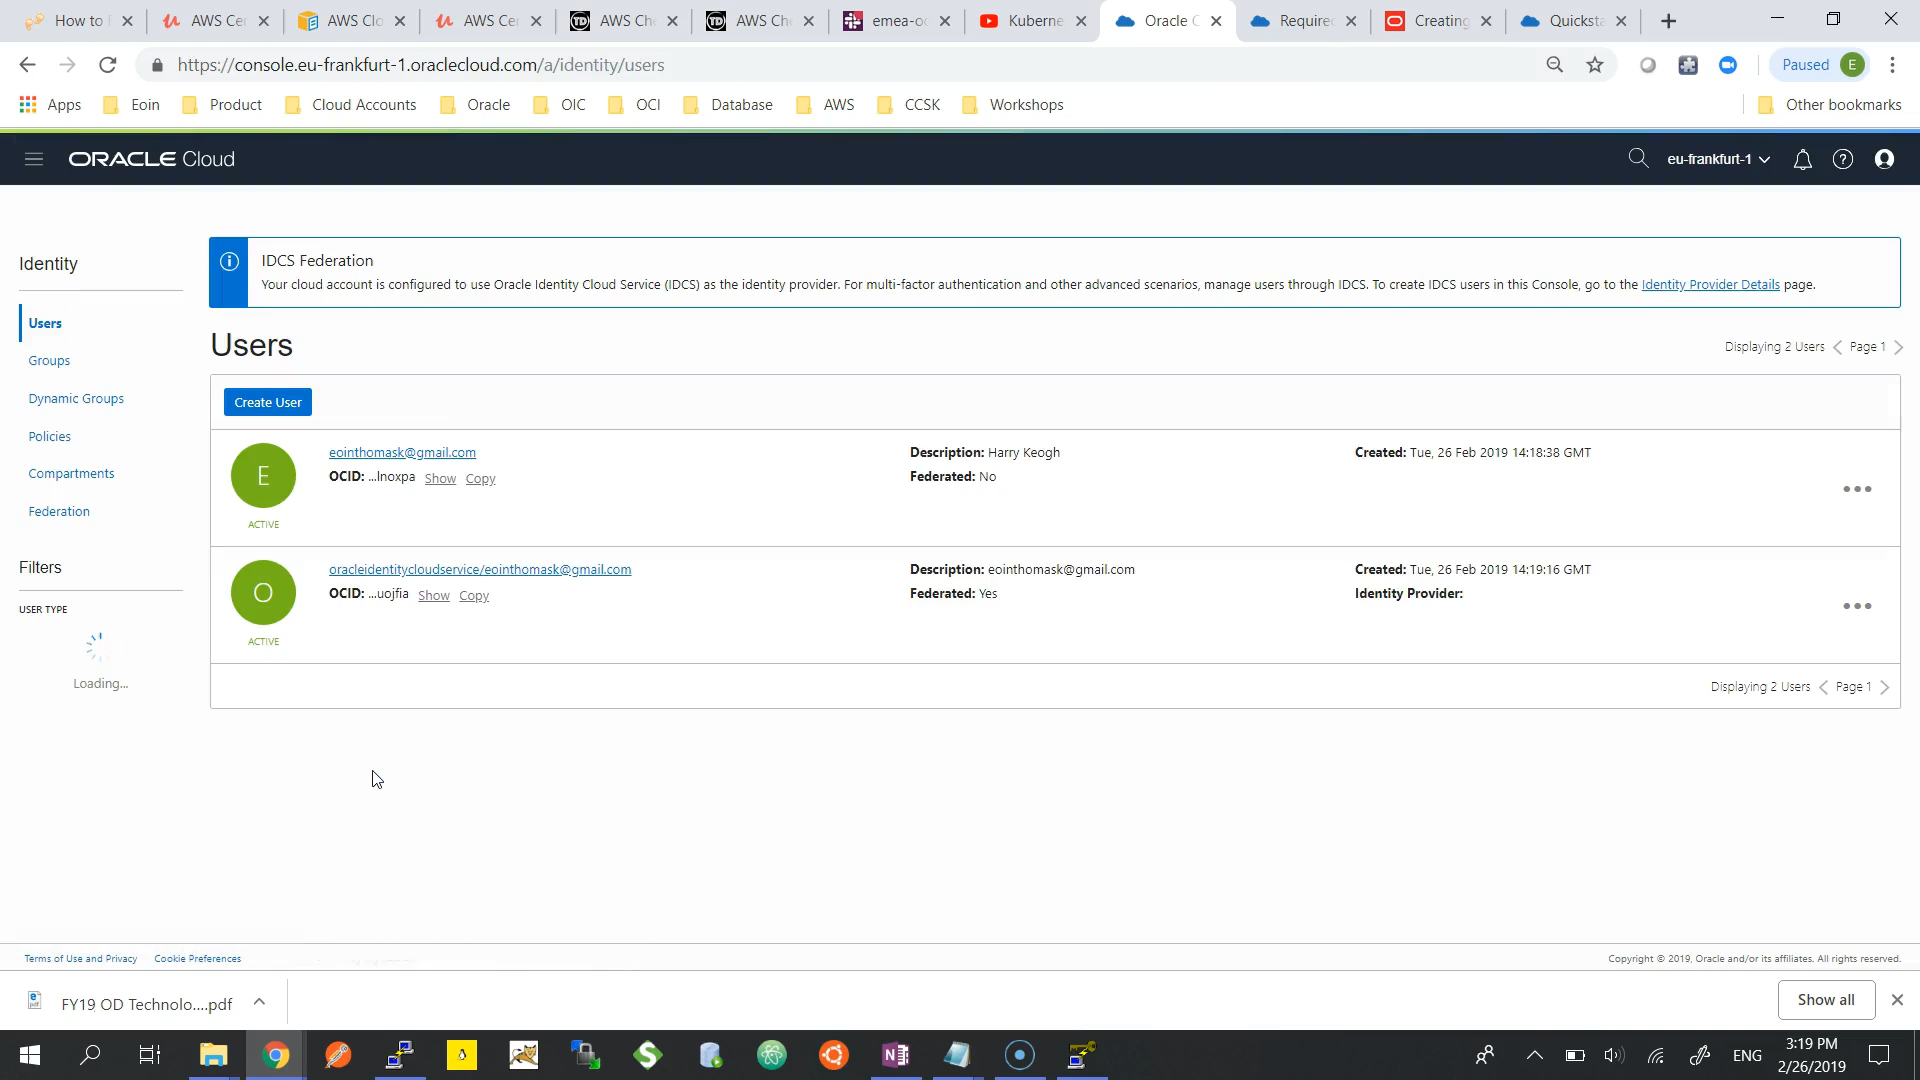 How to
AWS Cer
AWS Clo
AWS Cer
AWS Che
AWS Che
emea-o
Kuberne
Oracle C
Require
Creating
Quicksta
https://console.eu-frankfurt-1.oraclecloud.com/a/identity/users
Paused E
Apps Eoin Product Cloud Accounts Oracle OIC OCI Database AWS CCSK Workshops Other bookmarks
ORACLE Cloud
eu-frankfurt-1
IDCS Federation
Your cloud account is configured to use Oracle Identity Cloud Service (IDCS) as the identity provider. For multi-factor authentication and other advanced scenarios, manage users through IDCS. To create IDCS users in this Console, go to the Identity Provider Details page.
Identity
Users
Groups
Dynamic Groups
Policies
Compartments
Federation
Filters
USER TYPE
Loading...
Users
Displaying 2 Users Page 1
Create User
E
ACTIVE
eointhomask@gmail.com
OCID: ...lnoxpa Show Copy
Description: Harry Keogh
Federated: No
Created: Tue, 26 Feb 2019 14:18:38 GMT
O
ACTIVE
oracleidentitycloudservice/eointhomask@gmail.com
OCID: ...uojfia Show Copy
Description: eointhomask@gmail.com
Federated: Yes
Created: Tue, 26 Feb 2019 14:19:16 GMT
Identity Provider:
Displaying 2 Users Page 1
Terms of Use and Privacy Cookie Preferences
Copyright © 2019, Oracle and/or its affiliates. All rights reserved.
FY19 OD Technolo....pdf
Show all
ENG
3:19 PM
2/26/2019